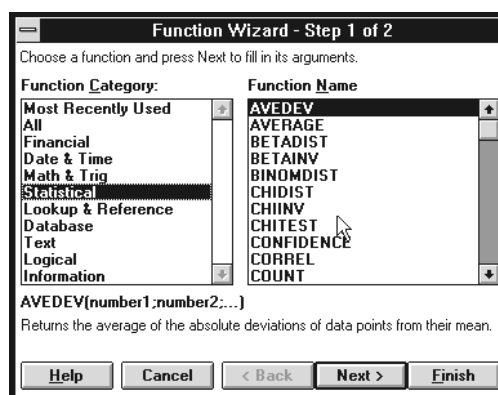 Function Wizard - Step 1 of 2
Choose a function and press Next to fill in its arguments.
Function Category:
Most Recently Used
All
Financial
Date & Time
Math & Trig
Statistical
Lookup & Reference
Database
Text
Logical
Information
Function Name
AVEDEV
AVERAGE
BETADIST
BETAINV
BINOMDIST
CHIDIST
CHIINV
CHITEST
CONFIDENCE
CORREL
COUNT
AVEDEV(number1;number2;...)
Returns the average of the absolute deviations of data points from their mean.
Help
Cancel
< Back
Next >
Finish